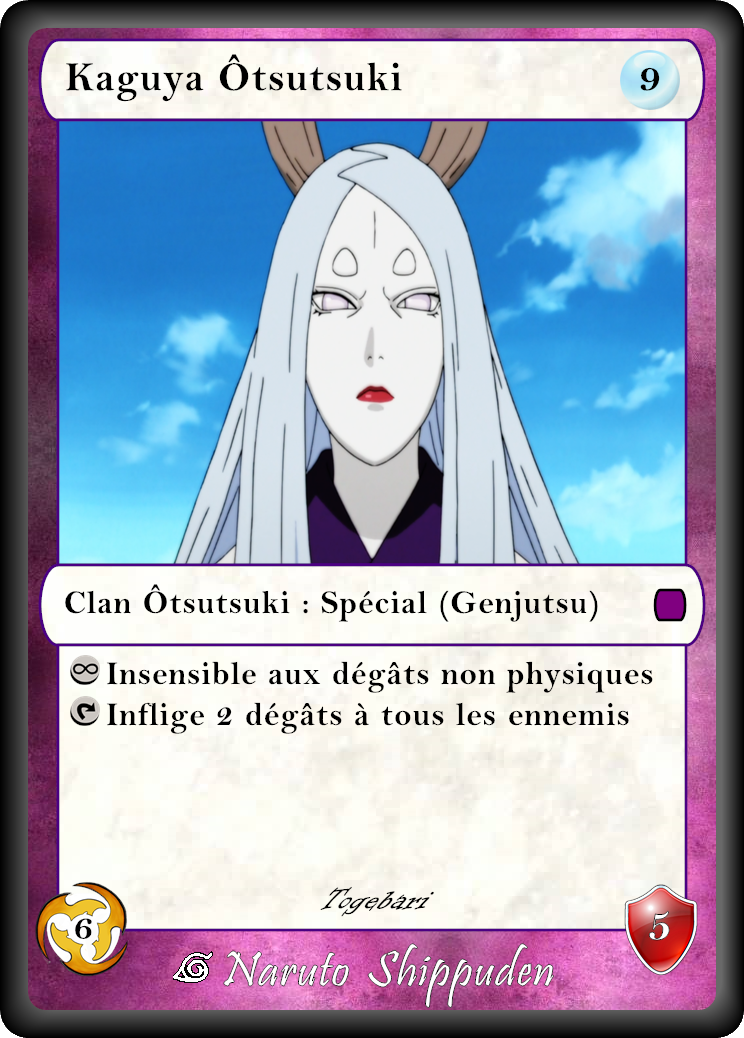 Kaguya Ôtsutsuki
9
Clan Ôtsutsuki : Spécial (Genjutsu)
Insensible aux dégâts non physiques
Inflige 2 dégâts à tous les ennemis
Togebari
6
5
Naruto Shippuden